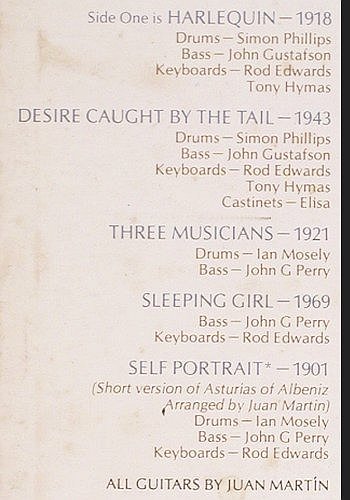 Side One is HARLEQUIN – 1918
Drums – Simon Phillips
Bass – John Gustafson
Keyboards – Rod Edwards
Tony Hymas
DESIRE CAUGHT BY THE TAIL – 1943
Drums – Simon Phillips
Bass – John Gustafson
Keyboards – Rod Edwards
Tony Hymas
Castinets – Elisa
THREE MUSICIANS – 1921
Drums – Ian Mosely
Bass – John G Perry
SLEEPING GIRL – 1969
Bass – John G Perry
Keyboards – Rod Edwards
SELF PORTRAIT* – 1901
(Short version of Asturias of Albeniz
Arranged by Juan Martin)
Drums – Ian Mosely
Bass – John G Perry
Keyboards – Rod Edwards
ALL GUITARS BY JUAN MARTÍN